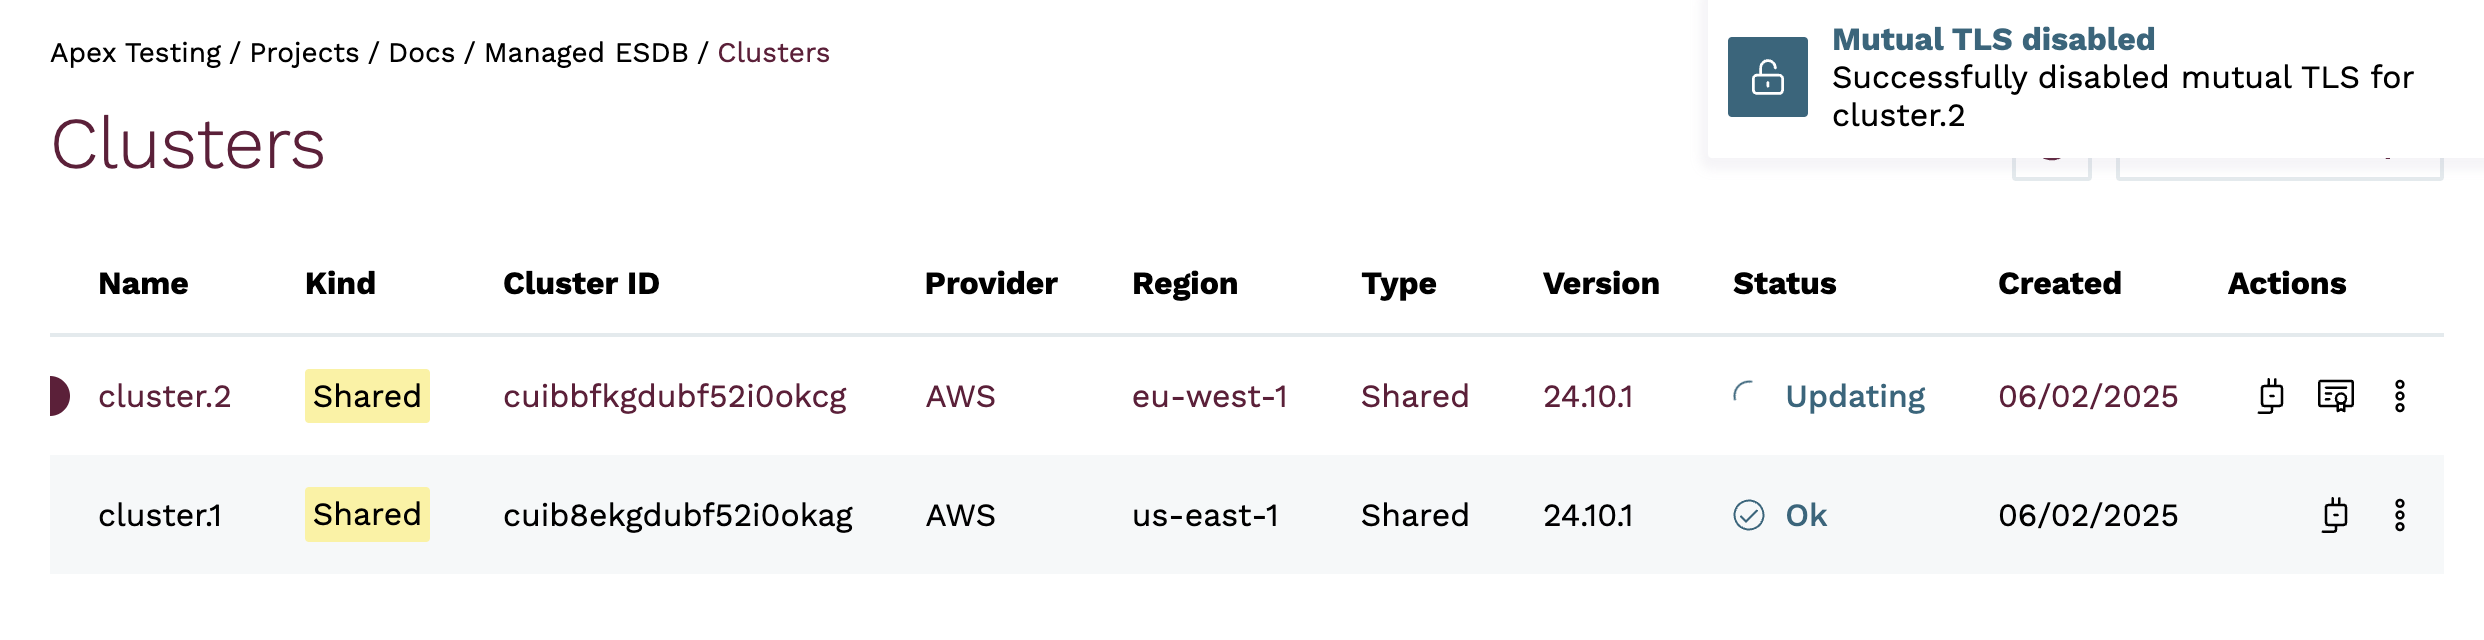 Apex Testing / Projects / Docs / Managed ESDB / Clusters
Mutual TLS disabled
Successfully disabled mutual TLS for
cluster.2
Clusters
Name Kind Cluster ID Provider Region Type Version Status Created Actions
cluster.2 Shared cuibbfkgdubf52i0okcg AWS eu-west-1 Shared 24.10.1 Updating 06/02/2025
cluster.1 Shared cuib8ekgdubf52i0okag AWS us-east-1 Shared 24.10.1 Ok 06/02/2025